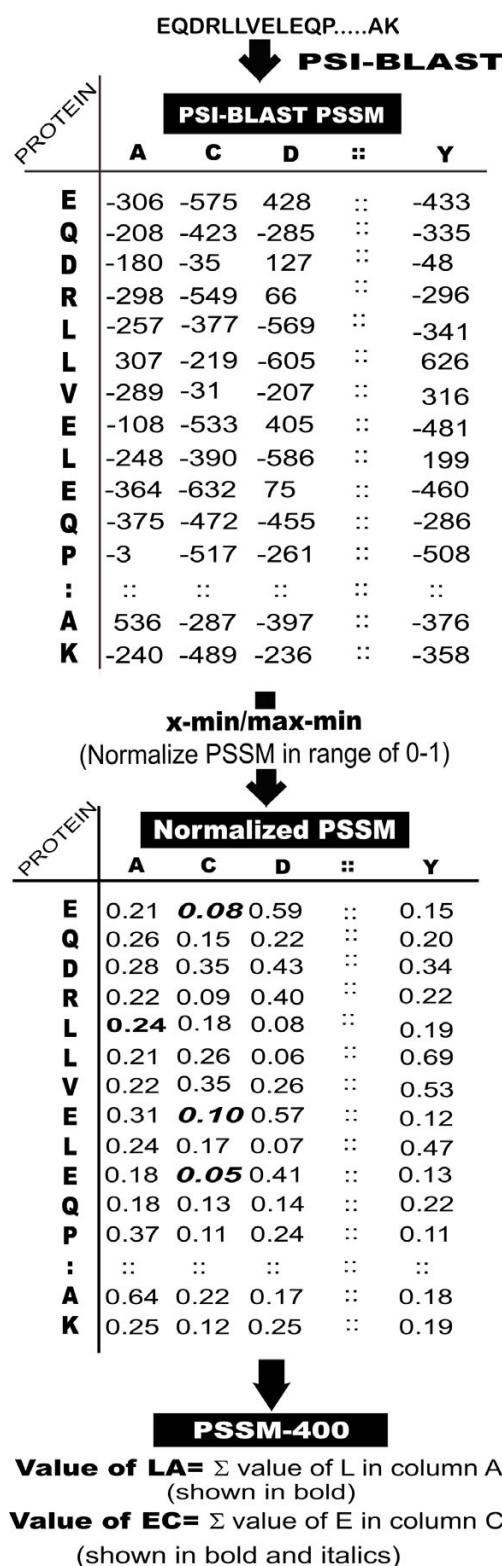 EQDRLLVELEQP.....AK
PSI-BLAST
PROTEIN
PSI-BLAST PSSM
A C D :: Y
E -306 -575 428 :: -433
Q -208 -423 -285 :: -335
D -180 -35 127 :: -48
R -298 -549 66 :: -296
L -257 -377 -569 :: -341
L 307 -219 -605 :: 626
V -289 -31 -207 :: 316
E -108 -533 405 :: -481
L -248 -390 -586 :: 199
E -364 -632 75 :: -460
Q -375 -472 -455 :: -286
P -3 -517 -261 :: -508
: :: :: :: :: ::
A 536 -287 -397 :: -376
K -240 -489 -236 :: -358
x-min/max-min
(Normalize PSSM in range of 0-1)
PROTEIN
Normalized PSSM
A C D :: Y
E 0.21 0.08 0.59 :: 0.15
Q 0.26 0.15 0.22 :: 0.20
D 0.28 0.35 0.43 :: 0.34
R 0.22 0.09 0.40 :: 0.22
L 0.24 0.18 0.08 :: 0.19
L 0.21 0.26 0.06 :: 0.69
V 0.22 0.35 0.26 :: 0.53
E 0.31 0.10 0.57 :: 0.12
L 0.24 0.17 0.07 :: 0.47
E 0.18 0.05 0.41 :: 0.13
Q 0.18 0.13 0.14 :: 0.22
P 0.37 0.11 0.24 :: 0.11
: :: :: :: :: ::
A 0.64 0.22 0.17 :: 0.18
K 0.25 0.12 0.25 :: 0.19
PSSM-400
Value of LA= Σ value of L in column A
(shown in bold)
Value of EC= Σ value of E in column C
(shown in bold and italics)